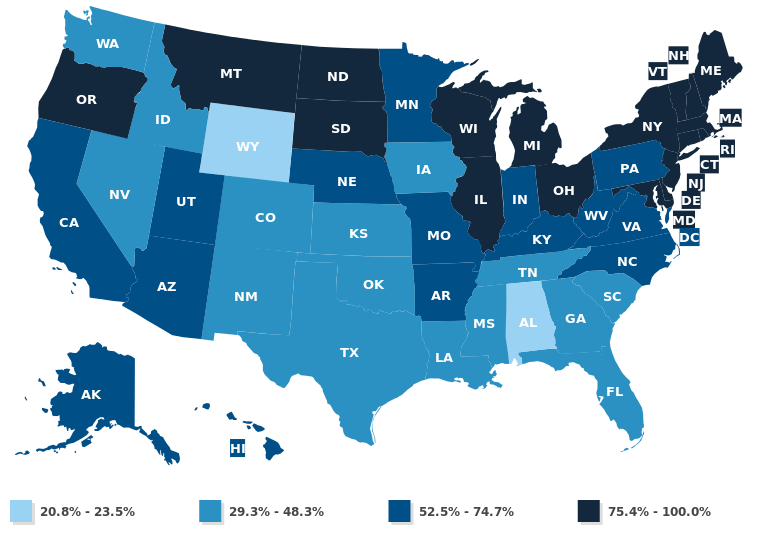 WA
OR
ID
MT
ND
SD
MN
WI
MI
NY
VT
NH
ME
MA
RI
CT
NJ
DE
MD
DC
PA
OH
IN
IL
IA
NE
WY
NV
UT
CO
CA
AZ
NM
KS
MO
KY
WV
VA
NC
TN
SC
GA
AL
MS
AR
OK
TX
LA
FL
AK
HI
20.8% - 23.5%
29.3% - 48.3%
52.5% - 74.7%
75.4% - 100.0%